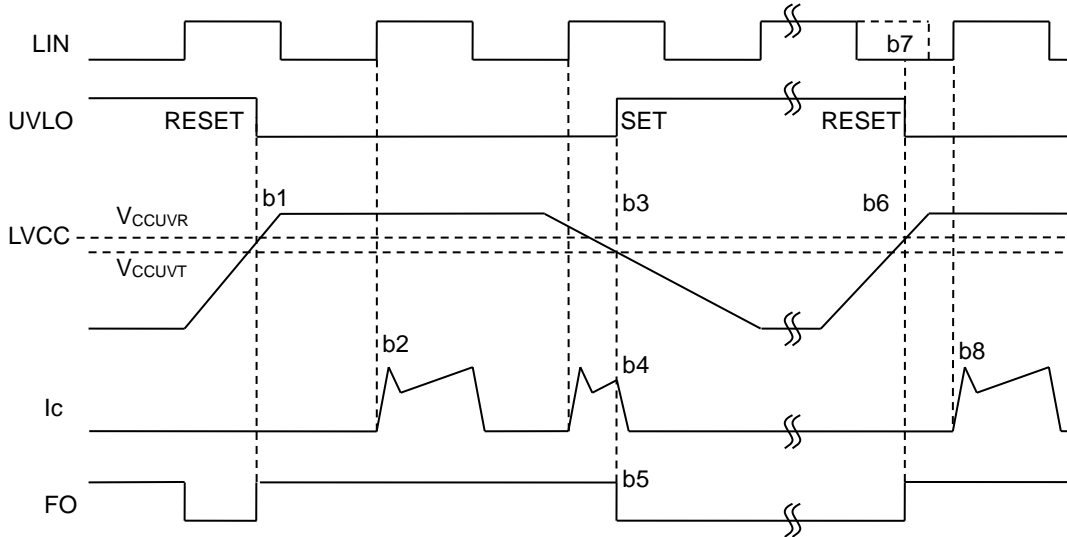 LIN
b7
UVLO
RESET
SET
RESET
b1
b3
b6
VCCUVR
LVCC
VCCUVT
b2
b4
b8
Ic
b5
FO